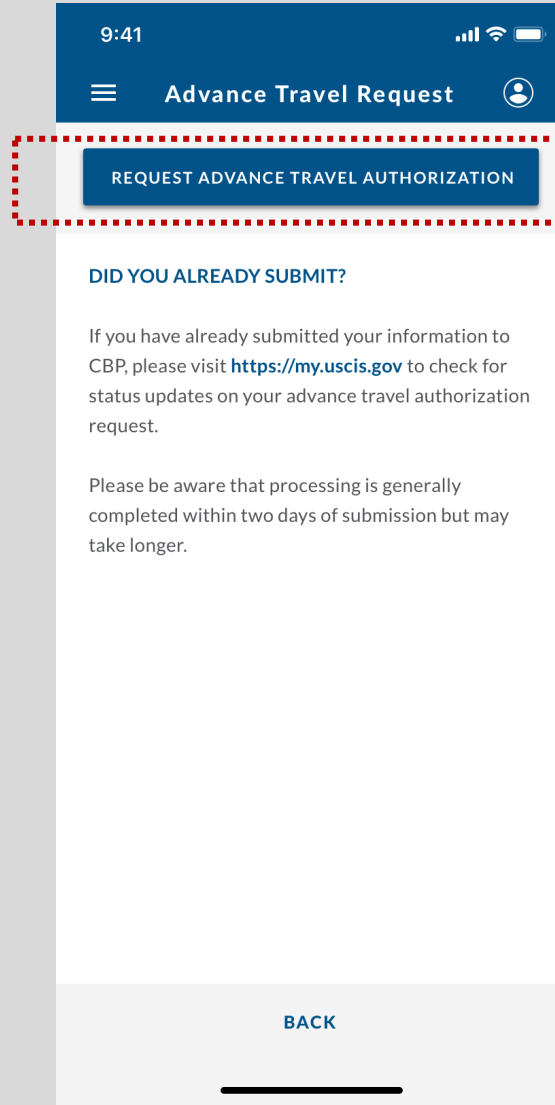 9:41
Advance Travel Request
REQUEST ADVANCE TRAVEL AUTHORIZATION
DID YOU ALREADY SUBMIT?
If you have already submitted your information to
CBP, please visit https://my.uscis.gov to check for
status updates on your advance travel authorization
request.
Please be aware that processing is generally
completed within two days of submission but may
take longer.
BACK